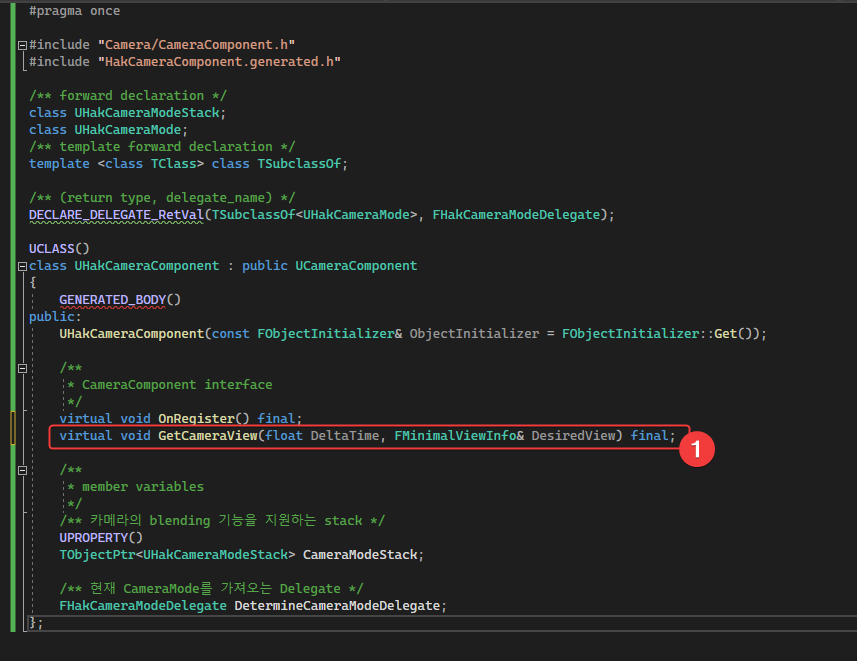 #pragma once
#include "Camera/CameraComponent.h"
#include "HakCameraComponent.generated.h"
/** forward declaration */
class UHakCameraModeStack;
class UHakCameraMode;
/** template forward declaration */
template <class TClass> class TSubclassOf;
/** (return type, delegate_name) */
DECLARE_DELEGATE_RetVal(TSubclassOf<UHakCameraMode>, FHakCameraModeDelegate);
UCLASS()
class UHakCameraComponent : public UCameraComponent
{
GENERATED_BODY()
public:
UHakCameraComponent(const FObjectInitializer& ObjectInitializer = FObjectInitializer::Get());
/**
* CameraComponent interface
*/
virtual void OnRegister() final;
virtual void GetCameraView(float DeltaTime, FMinimalViewInfo& DesiredView) final;
1
/**
* member variables
*/
/** 카메라의 blending 기능을 지원하는 stack */
UPROPERTY()
TObjectPtr<UHakCameraModeStack> CameraModeStack;
/** 현재 CameraMode를 가져오는 Delegate */
FHakCameraModeDelegate DetermineCameraModeDelegate;
};